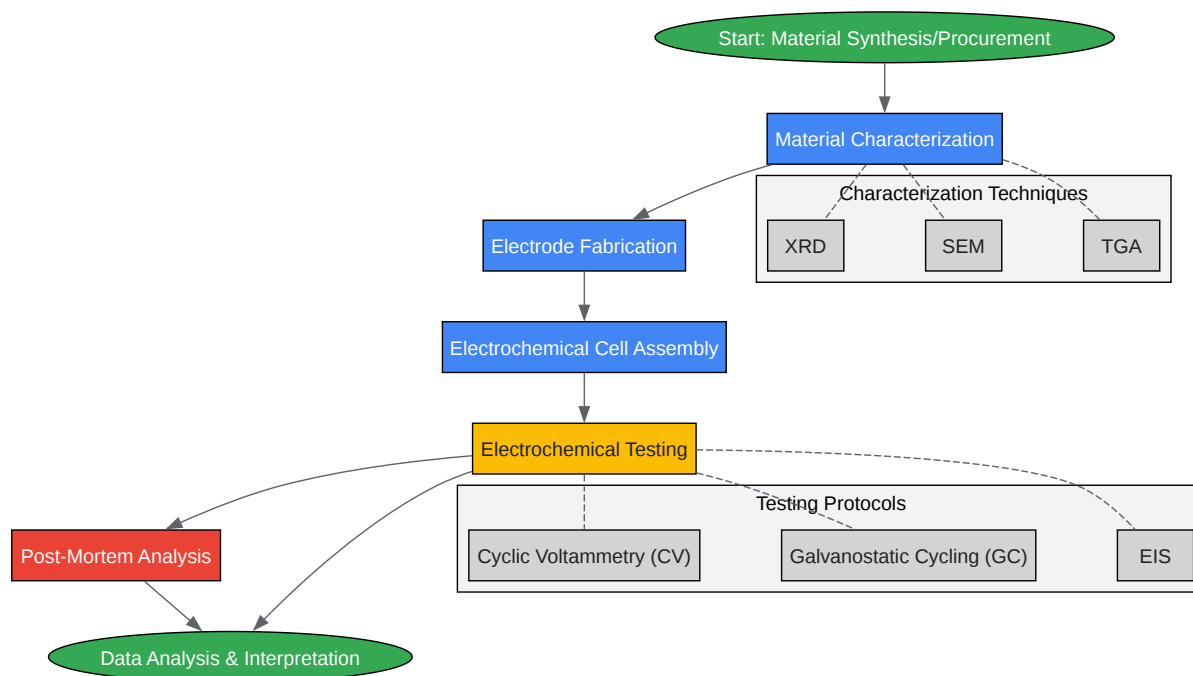 Start: Material Synthesis/Procurement
Material Characterization
Characterization Techniques
XRD
SEM
TGA
Electrode Fabrication
Electrochemical Cell Assembly
Electrochemical Testing
Testing Protocols
Cyclic Voltammetry (CV)
Galvanostatic Cycling (GC)
EIS
Post-Mortem Analysis
Data Analysis & Interpretation